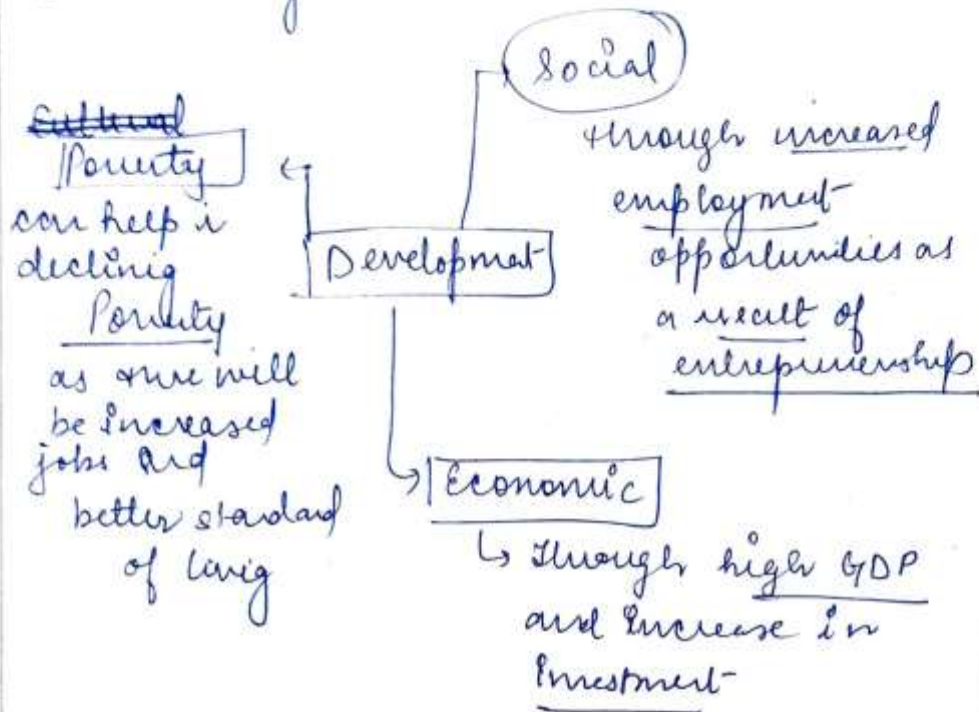 Social
through increased
employment
opportunities as
a result of
entrepreneurship
Poverty
can help i
declinig
Poverty
as there will
be increased
jobs and
better standard
of livig
Development
Economic
↳ Through high GDP
and Increase in
Investment